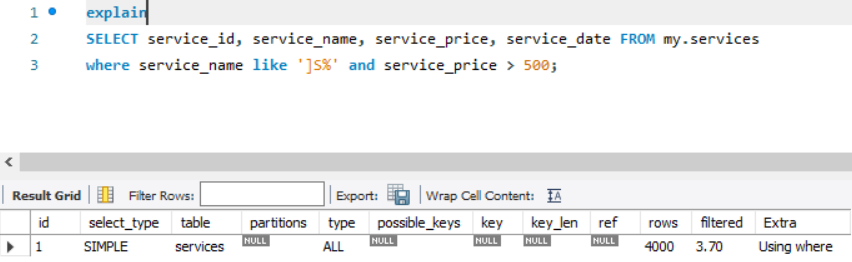 1 explain
2 SELECT service_id, service_name, service_price, service_date FROM my.services
3 where service_name like ']S%' and service_price > 500;
Result Grid Filter Rows: Export: Wrap Cell Content: IA
id select_type table partitions type possible_keys key key_len ref rows filtered Extra
1 SIMPLE services NULL ALL NULL NULL NULL NULL 4000 3.70 Using where